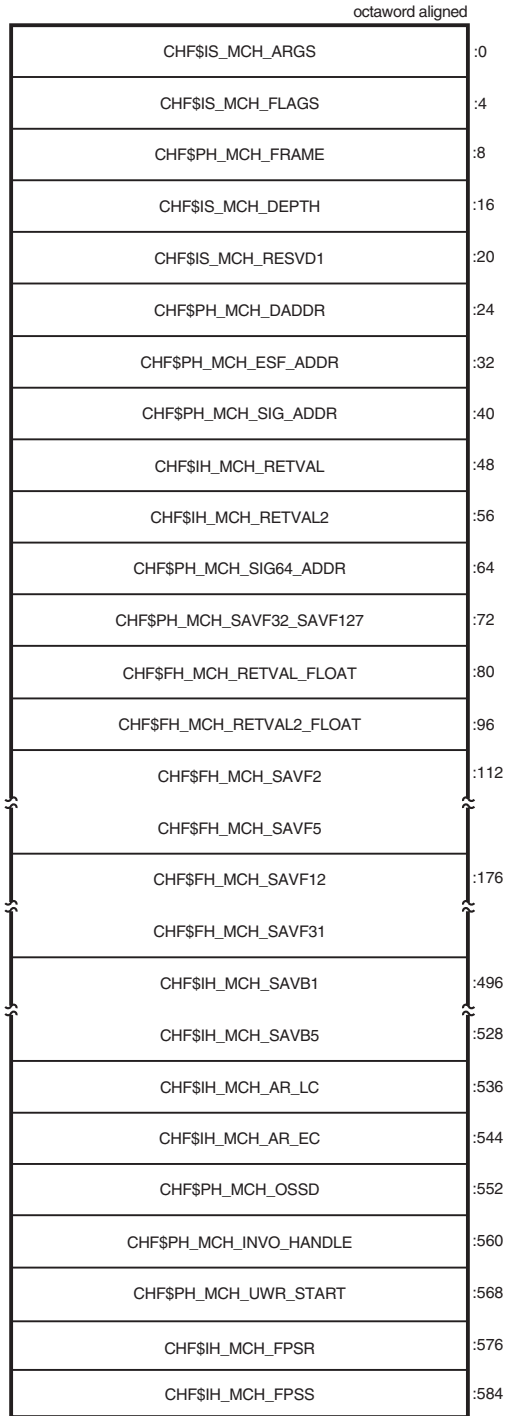 octaword aligned
CHF$IS_MCH_ARGS :0
CHF$IS_MCH_FLAGS :4
CHF$PH_MCH_FRAME :8
CHF$IS_MCH_DEPTH :16
CHF$IS_MCH_RESVD1 :20
CHF$PH_MCH_DADDR :24
CHF$PH_MCH_ESF_ADDR :32
CHF$PH_MCH_SIG_ADDR :40
CHF$IH_MCH_RETVAL :48
CHF$IH_MCH_RETVAL2 :56
CHF$PH_MCH_SIG64_ADDR :64
CHF$PH_MCH_SAVF32_SAVF127 :72
CHF$FH_MCH_RETVAL_FLOAT :80
CHF$FH_MCH_RETVAL2_FLOAT :96
CHF$FH_MCH_SAVF2 :112
CHF$FH_MCH_SAVF5
CHF$FH_MCH_SAVF12 :176
CHF$FH_MCH_SAVF31
CHF$IH_MCH_SAVB1 :496
CHF$IH_MCH_SAVB5 :528
CHF$IH_MCH_AR_LC :536
CHF$IH_MCH_AR_EC :544
CHF$PH_MCH_OSSD :552
CHF$PH_MCH_INVO_HANDLE :560
CHF$PH_MCH_UWR_START :568
CHF$IH_MCH_FPSR :576
CHF$IH_MCH_FPSS :584